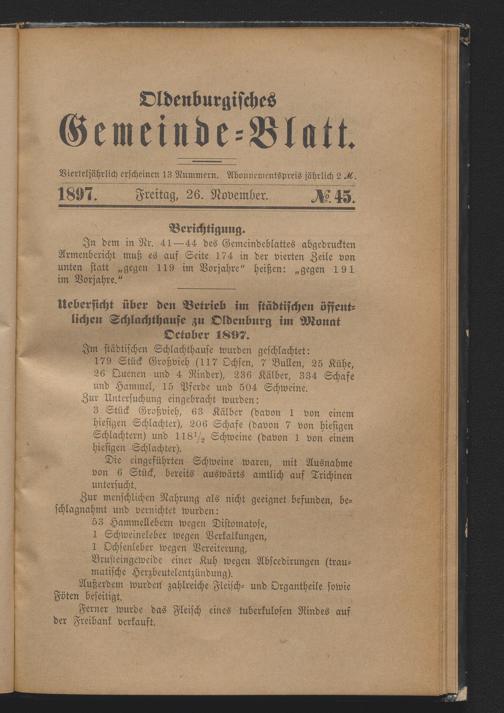 Oldenburgisches
Gemeinde=Blatt.
Vierteljährlich erscheinen 13 Nummern. Abonnementspreis jährlich 2 M.
1897. Freitag, 26. November. №. 45.
Berichtigung.
In dem in Nr. 41—44 des Gemeindeblattes abgedruckten
Armenbericht muß es auf Seite 174 in der vierten Zeile von
unten statt „gegen 119 im Vorjahre“ heißen: „gegen 191
im Vorjahre.“
Uebersicht über den Betrieb im städtischen öffent-
lichen Schlachthause zu Oldenburg im Monat
October 1897.
Im städtischen Schlachthause wurden geschlachtet:
179 Stück Großvieh (117 Ochsen, 7 Bullen, 25 Kühe,
26 Quenen und 4 Rinder), 236 Kälber, 334 Schafe
und Hammel, 15 Pferde und 504 Schweine.
Zur Untersuchung eingebracht wurden:
3 Stück Großvieh, 63 Kälber (davon 1 von einem
hiesigen Schlachter), 206 Schafe (davon 7 von hiesigen
Schlachtern) und 118½ Schweine (davon 1 von einem
hiesigen Schlachter).
Die eingeführten Schweine waren, mit Ausnahme
von 6 Stück, bereits auswärts amtlich auf Trichinen
untersucht.
Zur menschlichen Nahrung als nicht geeignet befunden, be-
schlagnahmt und vernichtet wurden:
53 Hammellebern wegen Distomatose,
1 Schweineleber wegen Verkalkungen,
1 Ochsenleber wegen Vereiterung,
Brusteingeweide einer Kuh wegen Abscedirungen (trau-
matische Herzbeutelentzündung).
Außerdem wurden zahlreiche Fleisch- und Organtheile sowie
Föten beseitigt.
Ferner wurde das Fleisch eines tuberkulosen Rindes auf
der Freibank verkauft.